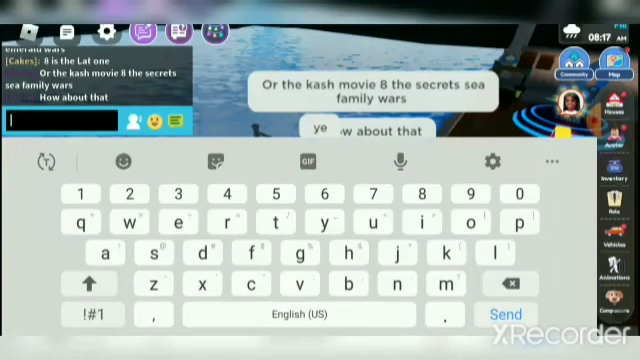 emerald wars
[Cakes]: 8 is the Lat one
Or the kash movie 8 the secrets
sea family wars
How about that
Or the kash movie 8 the secrets sea
family wars
ye
w about that
08:17 AM
Community
Map
Houses
Avatar
Inventory
Role
Vehicles
Animations
Companions
T
GIF
1 2 3 4 5 6 7 8 9 0
q w e r t y u i o p
a s d f g h j k l
z x c v b n m
!#1 , English (US) . Send
XRecorder